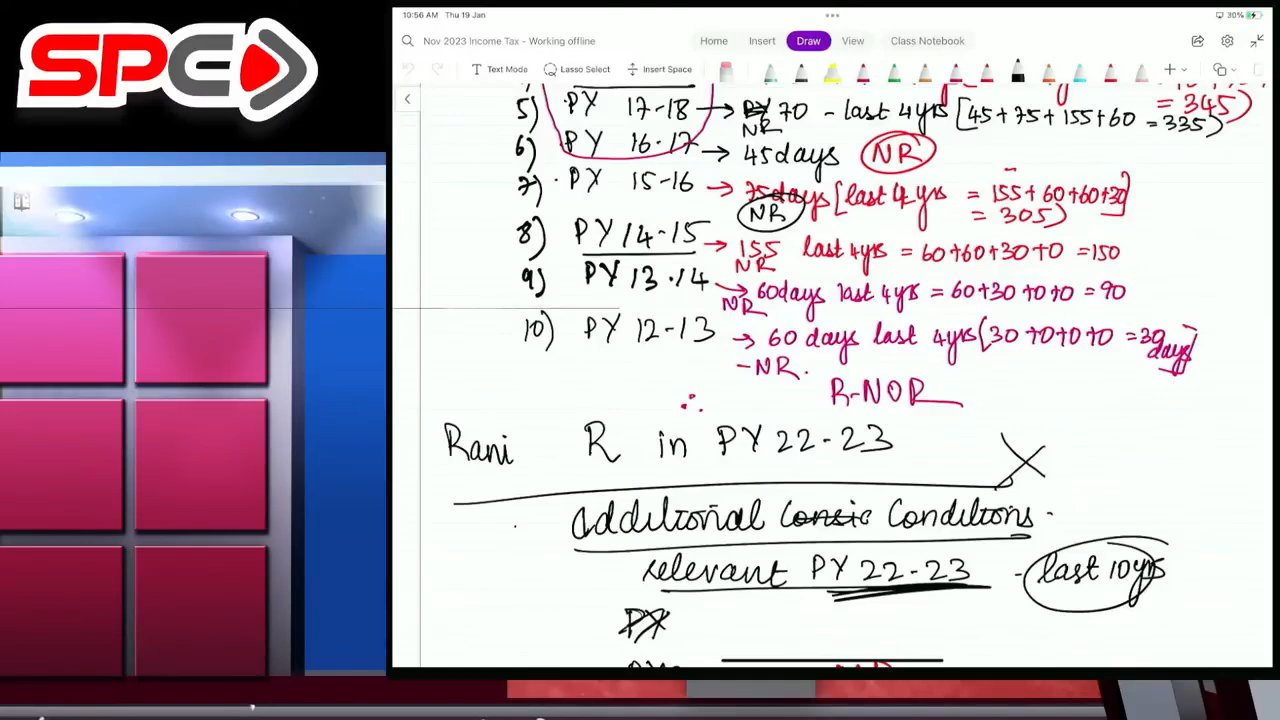 SPE
10:56 AM Thu 19 Jan
30%
Nov 2023 Income Tax - Working offline
Home Insert Draw View Class Notebook
Text Mode Lasso Select Insert Space
= 345)
5) PY 17-18 → PY 70 - last 4yrs [45+75+155+60 = 335)
NR
6) PY 16-17 → 45days NR
7) PY 15-16 → 75days [last 4 yrs = 155+60+60+30]
NR = 305)
8) PY 14-15 → 155 last 4yrs = 60+60+30+0 = 150
NR
9) PY 13-14 → 60days last 4yrs = 60+30+0+0 = 90
NR
10) PY 12-13 → 60 days last 4yrs [30+0+0+0 = 30 days]
- NR.
∴ R-NOR
Rani R in PY 22-23 X
additional Conditions
relevant PY 22-23 - last 10yrs
PY